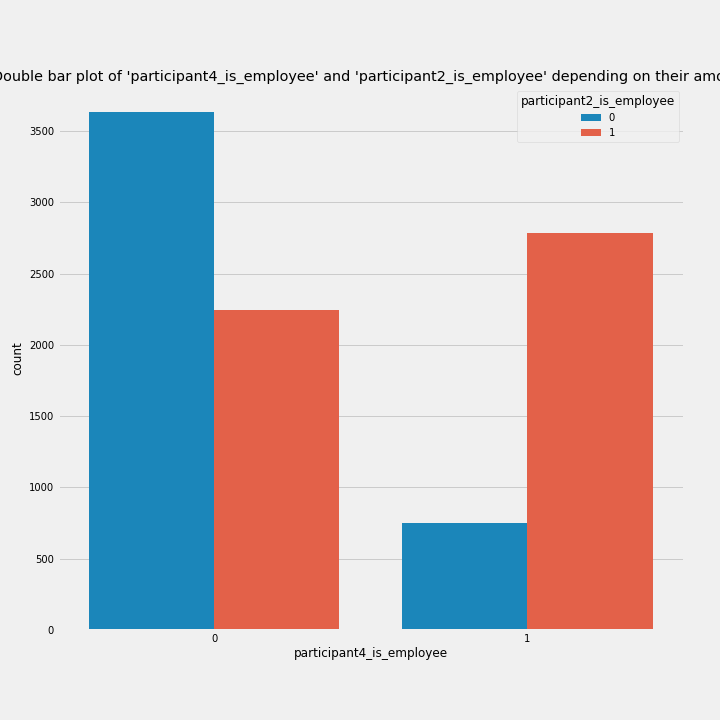 Double bar plot of 'participant4_is_employee' and 'participant2_is_employee' depending on their
participant2_is_employee
0
1
3500
3000
2500
2000
1500
1000
500
0
count
0 1
participant4_is_employee